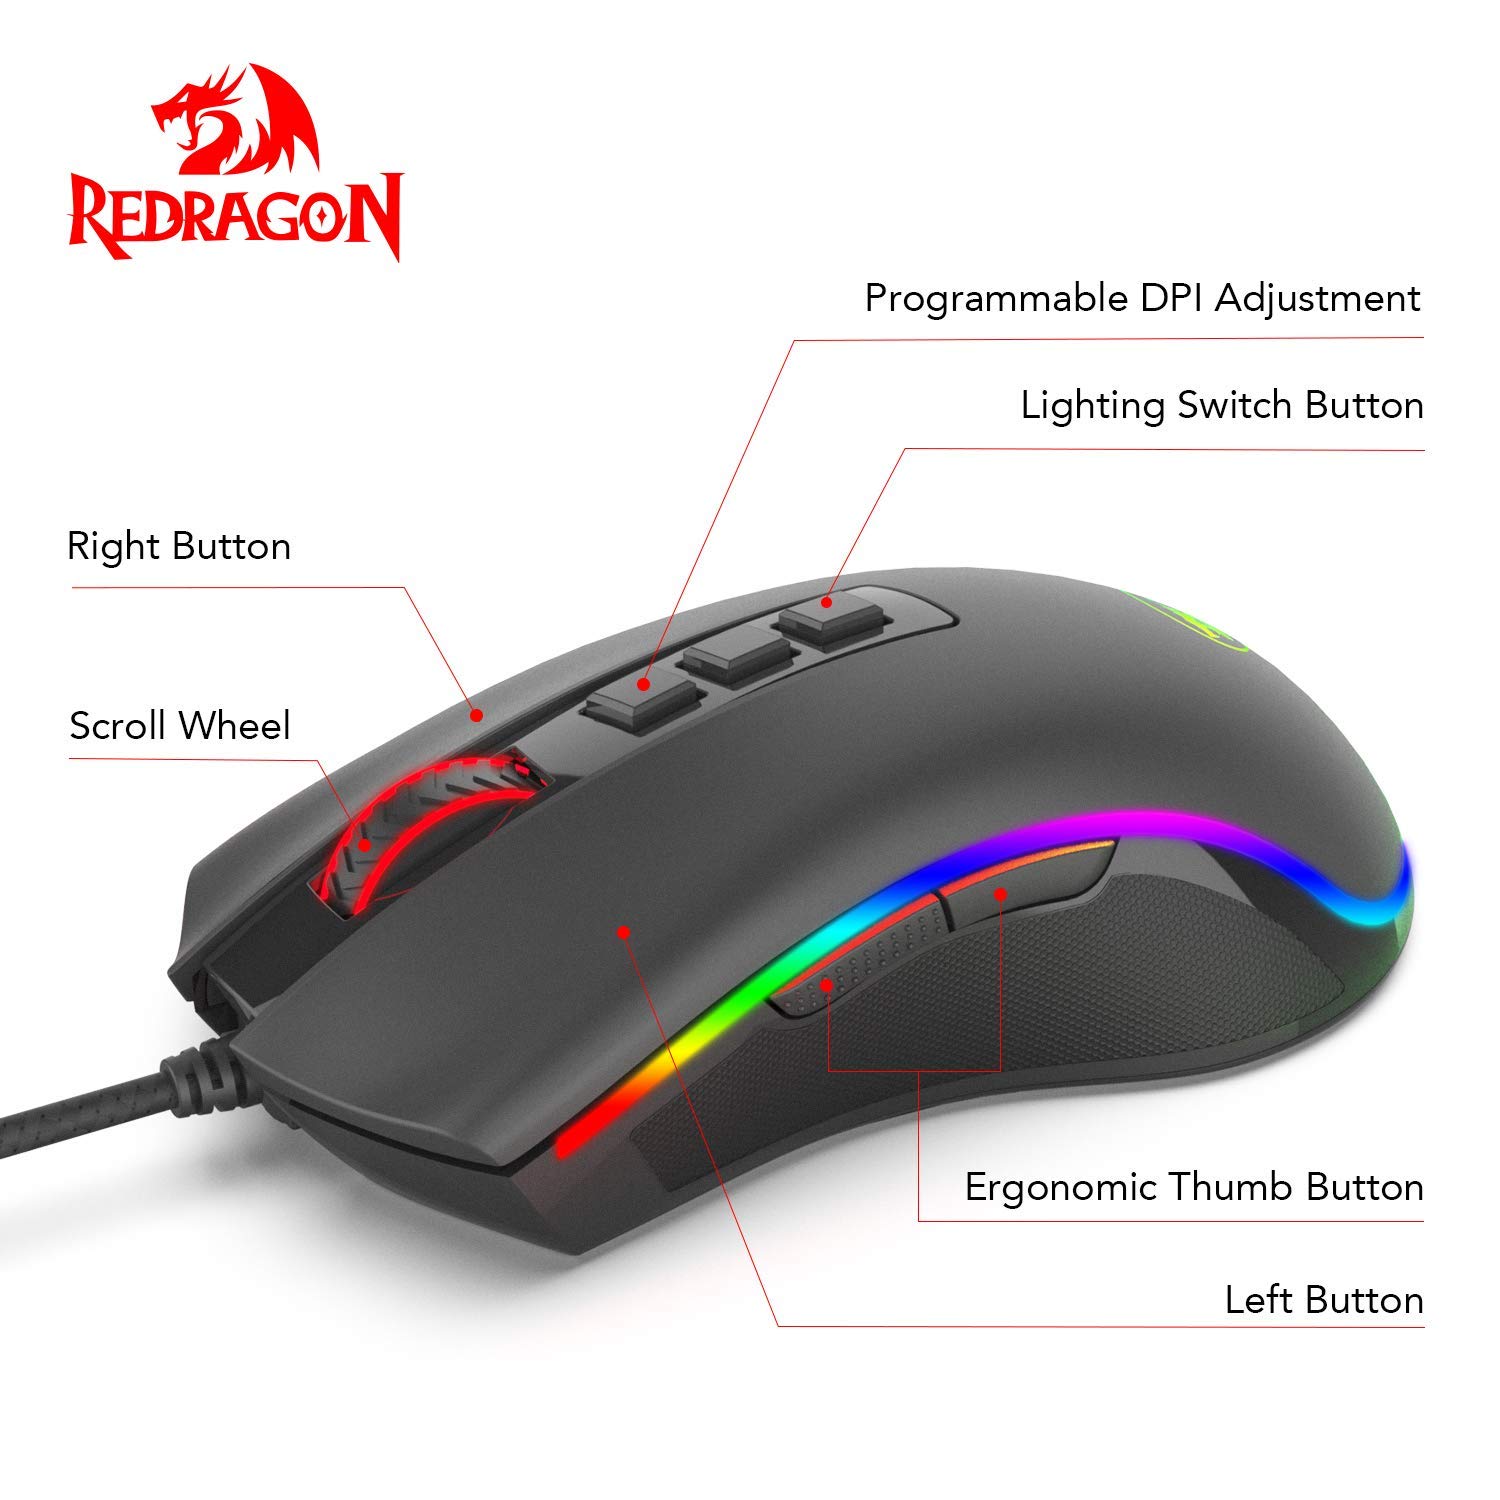 REDRAGON
Programmable DPI Adjustment
Lighting Switch Button
Right Button
Scroll Wheel
Ergonomic Thumb Button
Left Button